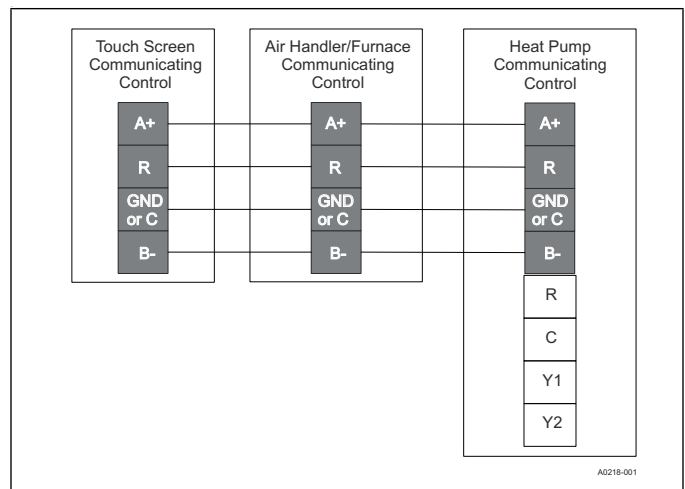 Touch Screen
Communicating
Control
A+
R
GND
or C
B-
Air Handler/Furnace
Communicating
Control
A+
R
GND
or C
B-
Heat Pump
Communicating
Control
A+
R
GND
or C
B-
R
C
Y1
Y2
A0218-001